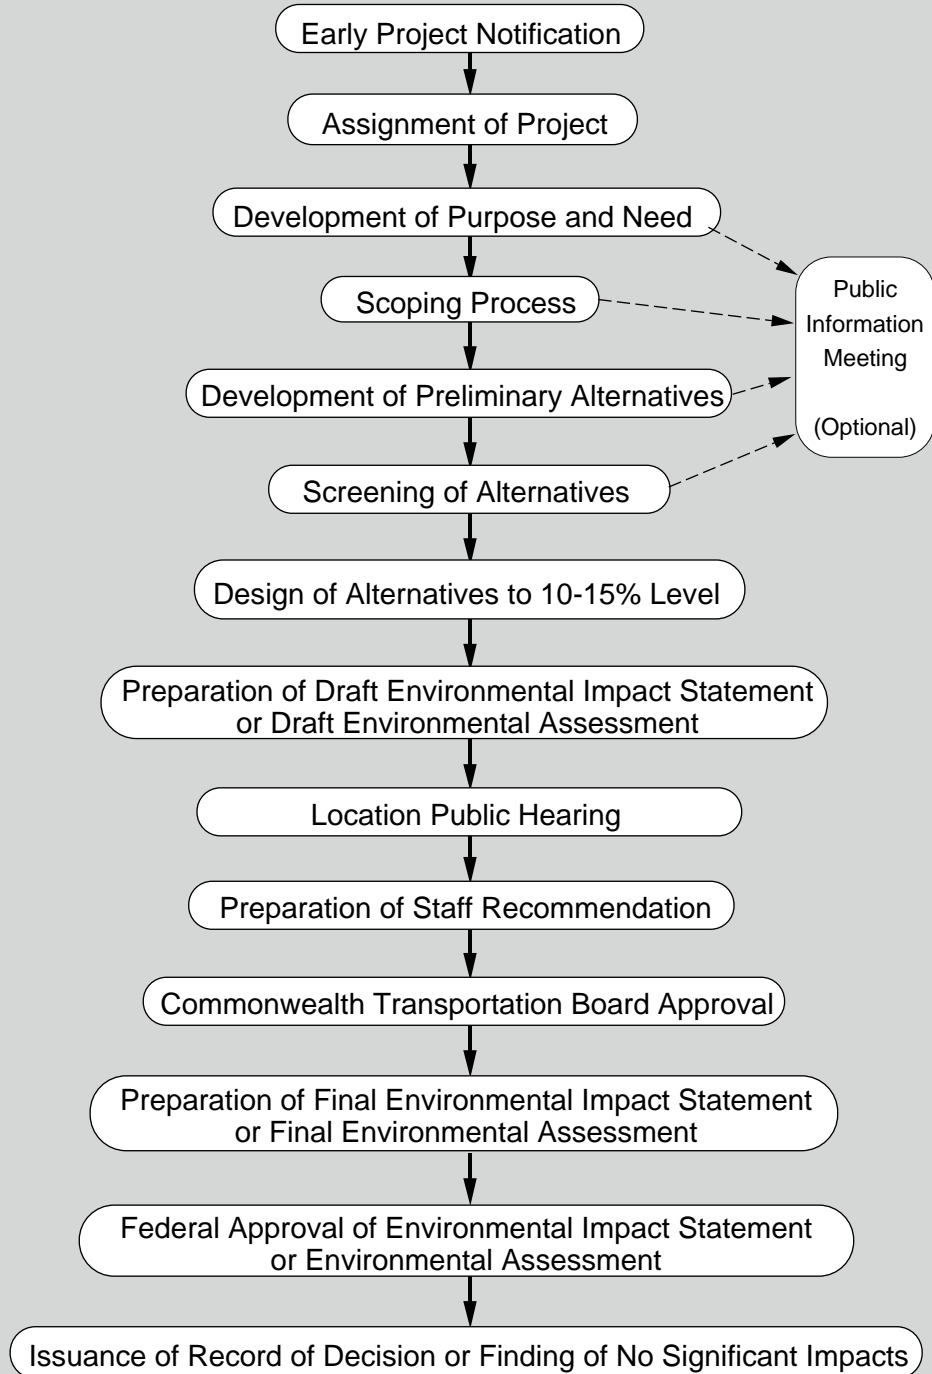 Early Project Notification
Assignment of Project
Development of Purpose and Need
Scoping Process
Development of Preliminary Alternatives
Screening of Alternatives
Public
Information
Meeting
(Optional)
Design of Alternatives to 10-15% Level
Preparation of Draft Environmental Impact Statement
or Draft Environmental Assessment
Location Public Hearing
Preparation of Staff Recommendation
Commonwealth Transportation Board Approval
Preparation of Final Environmental Impact Statement
or Final Environmental Assessment
Federal Approval of Environmental Impact Statement
or Environmental Assessment
Issuance of Record of Decision or Finding of No Significant Impacts